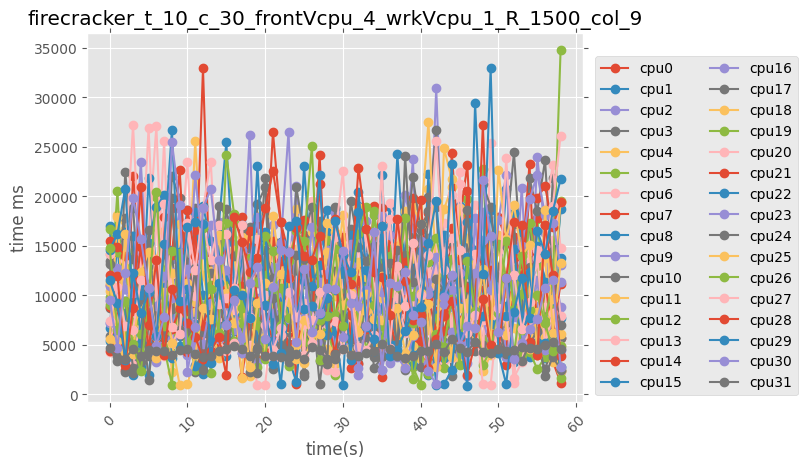 firecracker_t_10_c_30_frontVcpu_4_wrkVcpu_1_R_1500_col_9
time ms
35000
30000
25000
20000
15000
10000
5000
0
0
10
20
30
40
50
60
time(s)
cpu0
cpu1
cpu2
cpu3
cpu4
cpu5
cpu6
cpu7
cpu8
cpu9
cpu10
cpu11
cpu12
cpu13
cpu14
cpu15
cpu16
cpu17
cpu18
cpu19
cpu20
cpu21
cpu22
cpu23
cpu24
cpu25
cpu26
cpu27
cpu28
cpu29
cpu30
cpu31